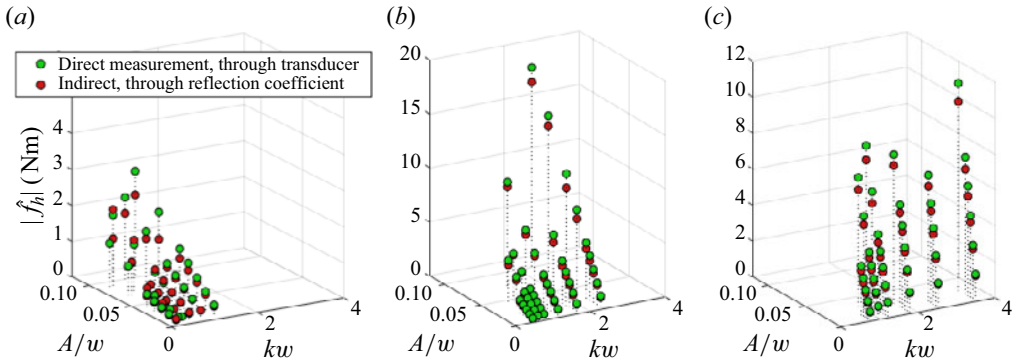 (a)
(b)
(c)
Direct measurement, through transducer
Indirect, through reflection coefficient
|f̂_h| (Nm)
4
3
2
1
0
0.10
0.05
0
A/w
0
2
4
kw
20
15
10
5
0
0.10
0.05
A/w
0
2
4
kw
12
10
8
6
4
2
0
0.10
0.05
A/w
0
2
4
kw